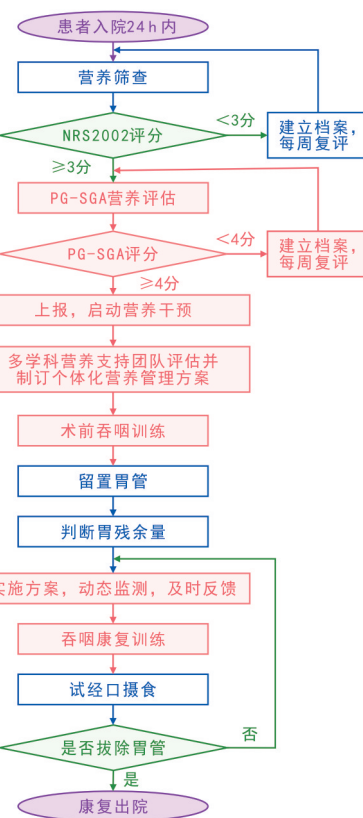 患者入院24h内
营养筛查
NRS2002评分
<3分
建立档案，
每周复评
≥3分
PG-SGA营养评估
PG-SGA评分
<4分
建立档案，
每周复评
≥4分
上报，启动营养干预
多学科营养支持团队评估并
制订个体化营养管理方案
术前吞咽训练
留置胃管
判断胃残余量
实施方案，动态监测，及时反馈
吞咽康复训练
试经口摄食
是否拔除胃管
否
是
康复出院